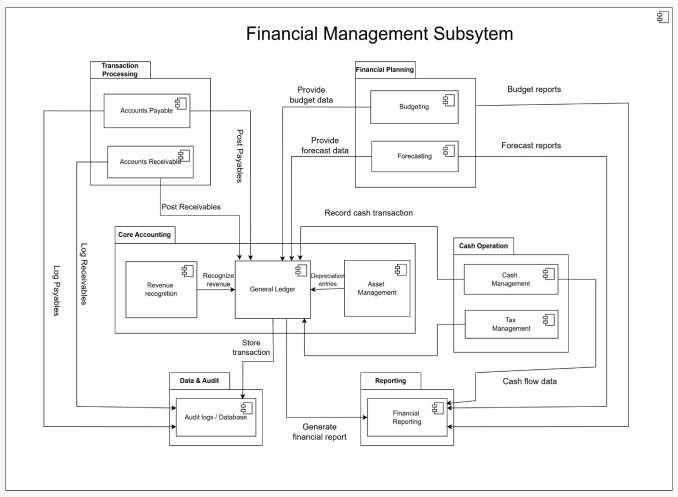 Financial Management Subsytem
Transaction
Processing
Accounts Payable
Accounts Receivable
Financial Planning
Budgeting
Forecasting
Provide
budget data
Provide
forecast data
Budget reports
Forecast reports
Post Payables
Post Receivables
Record cash transaction
Log Payables
Log Receivables
Core Accounting
Revenue
recognition
Recognize
revenue
General Ledger
Depreciation
entries
Asset
Management
Cash Operation
Cash
Management
Tax
Management
Store
transaction
Cash flow data
Data & Audit
Audit logs / Database
Generate
financial report
Reporting
Financial
Reporting